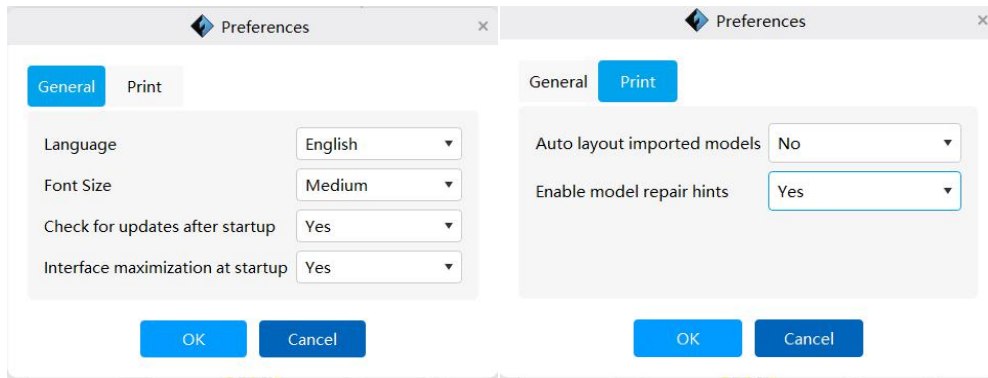 Preferences ×
General Print
Language English
Font Size Medium
Check for updates after startup Yes
Interface maximization at startup Yes
OK Cancel
Preferences ×
General Print
Auto layout imported models No
Enable model repair hints Yes
OK Cancel